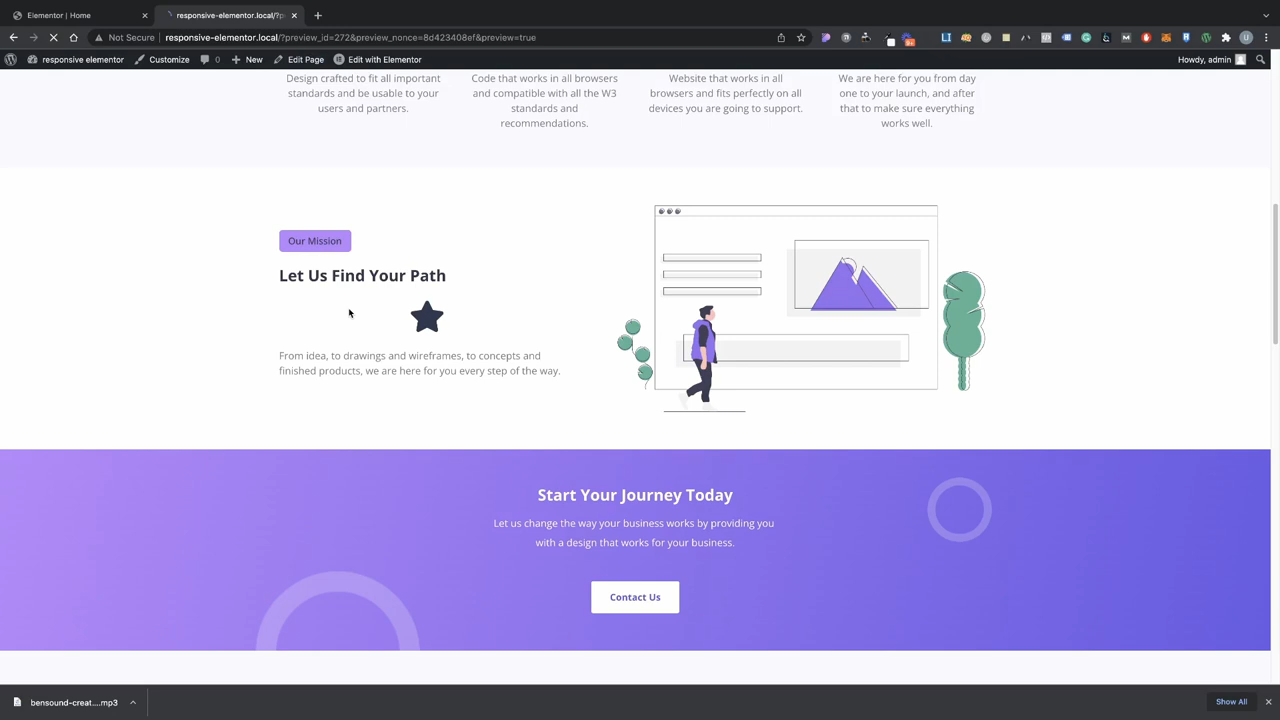 Elementor | Home
responsive-elementor.local/?p
Not Secure
responsive-elementor.local/?preview_id=272&preview_nonce=8d423408ef&preview=true
responsive elementor
Customize
0
New
Edit Page
Edit with Elementor
Howdy, admin
Design crafted to fit all important
standards and be usable to your
users and partners.
Code that works in all browsers
and compatible with all the W3
standards and
recommendations.
Website that works in all
browsers and fits perfectly on all
devices you are going to support.
We are here for you from day
one to your launch, and after
that to make sure everything
works well.
Our Mission
Let Us Find Your Path
From idea, to drawings and wireframes, to concepts and
finished products, we are here for you every step of the way.
Start Your Journey Today
Let us change the way your business works by providing you
with a design that works for your business.
Contact Us
bensound-creat....mp3
Show All